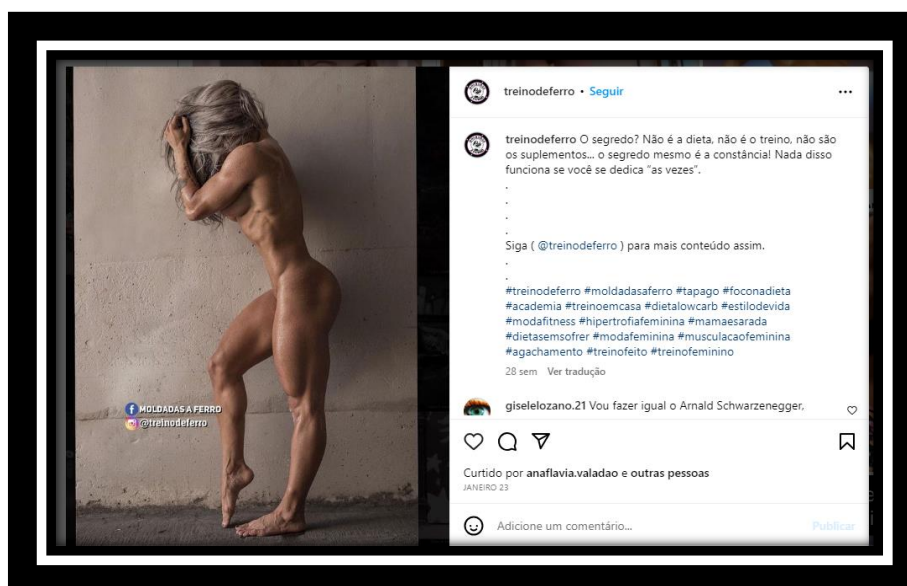 treinodeferro • Seguir
treinodeferro O segredo? Não é a dieta, não é o treino, não são
os suplementos... o segredo mesmo é a constância! Nada disso
funciona se você se dedica “as vezes”.
.
.
.
.
Siga ( @treinodeferro ) para mais conteúdo assim.
.
.
#treinodeferro #moldadasaferro #tapago #foconadieta
#academia #treinoemcasa #dietalowcarb #estilodevida
#modafitness #hipertrofiafeminina #mamaesarada
#dietasemsofrer #modafeminina #musculacaofeminina
#agachamento #treinofeito #treinofeminino
28 sem Ver tradução
giselelozano.21 Vou fazer igual o Arnald Schwarzenegger,
Curtido por anaflavia.valadao e outras pessoas
JANEIRO 23
Adicione um comentário... Publicar
MOLDADAS A FERRO
@treinodeferro